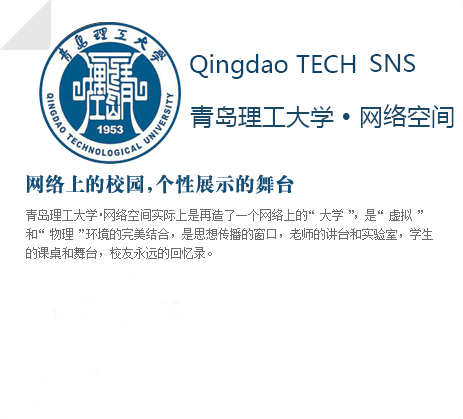 青岛理工大学
QINGDAO TECHNOLOGICAL UNIVERSITY
1953
Qingdao TECH SNS
青岛理工大学·网络空间
网络上的校园,个性展示的舞台
青岛理工大学·网络空间实际上是再造了一个网络上的“ 大学 ”，是“ 虚拟 ”
和“ 物理 ”环境的完美结合，是思想传播的窗口，老师的讲台和实验室，学生
的课桌和舞台，校友永远的回忆录。